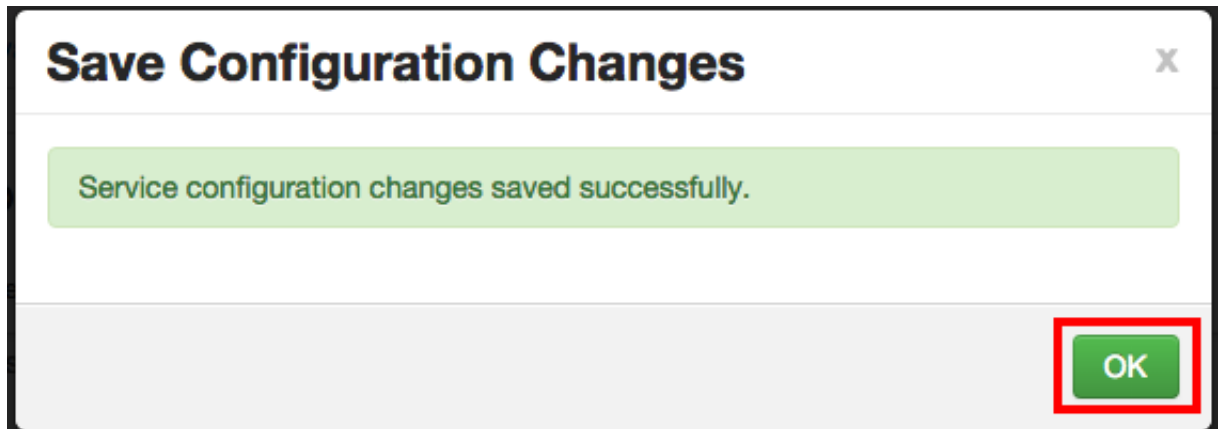 Save Configuration Changes
x
Service configuration changes saved successfully.
OK